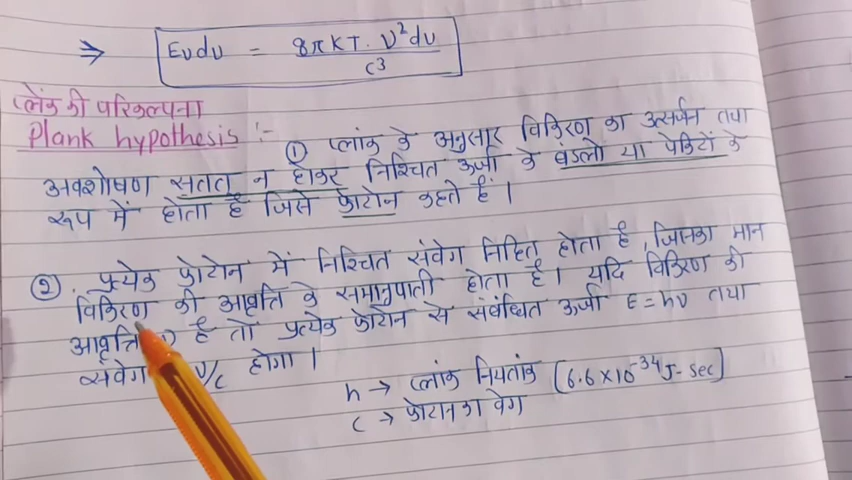 ⇒ Eνdν = 8πKT . ν²dν / c³
प्लेंक की परिकल्पना
Plank hypothesis :-
① प्लांक के अनुसार विकिरण का उत्सर्जन तथा
अवशोषण सतत न होकर निश्चित ऊर्जा के बंडलो या पेकिटों के
रूप में होता है जिसे फ़ोटोन कहते हैं ।
② . प्रत्येक फ़ोटोन में निश्चित संवेग निहित होता है , जिसका मान
विकिरण की आवृत्ति के समानुपाती होता है । यदि विकिरण की
आवृत्ति ν है तो प्रत्येक फ़ोटोन से संबंधित ऊर्जा E = hν तथा
संवेग ν/c होगा ।
h → प्लांक नियतांक [6.6 × 10⁻³⁴ J-sec]
c → फ़ोटान का वेग